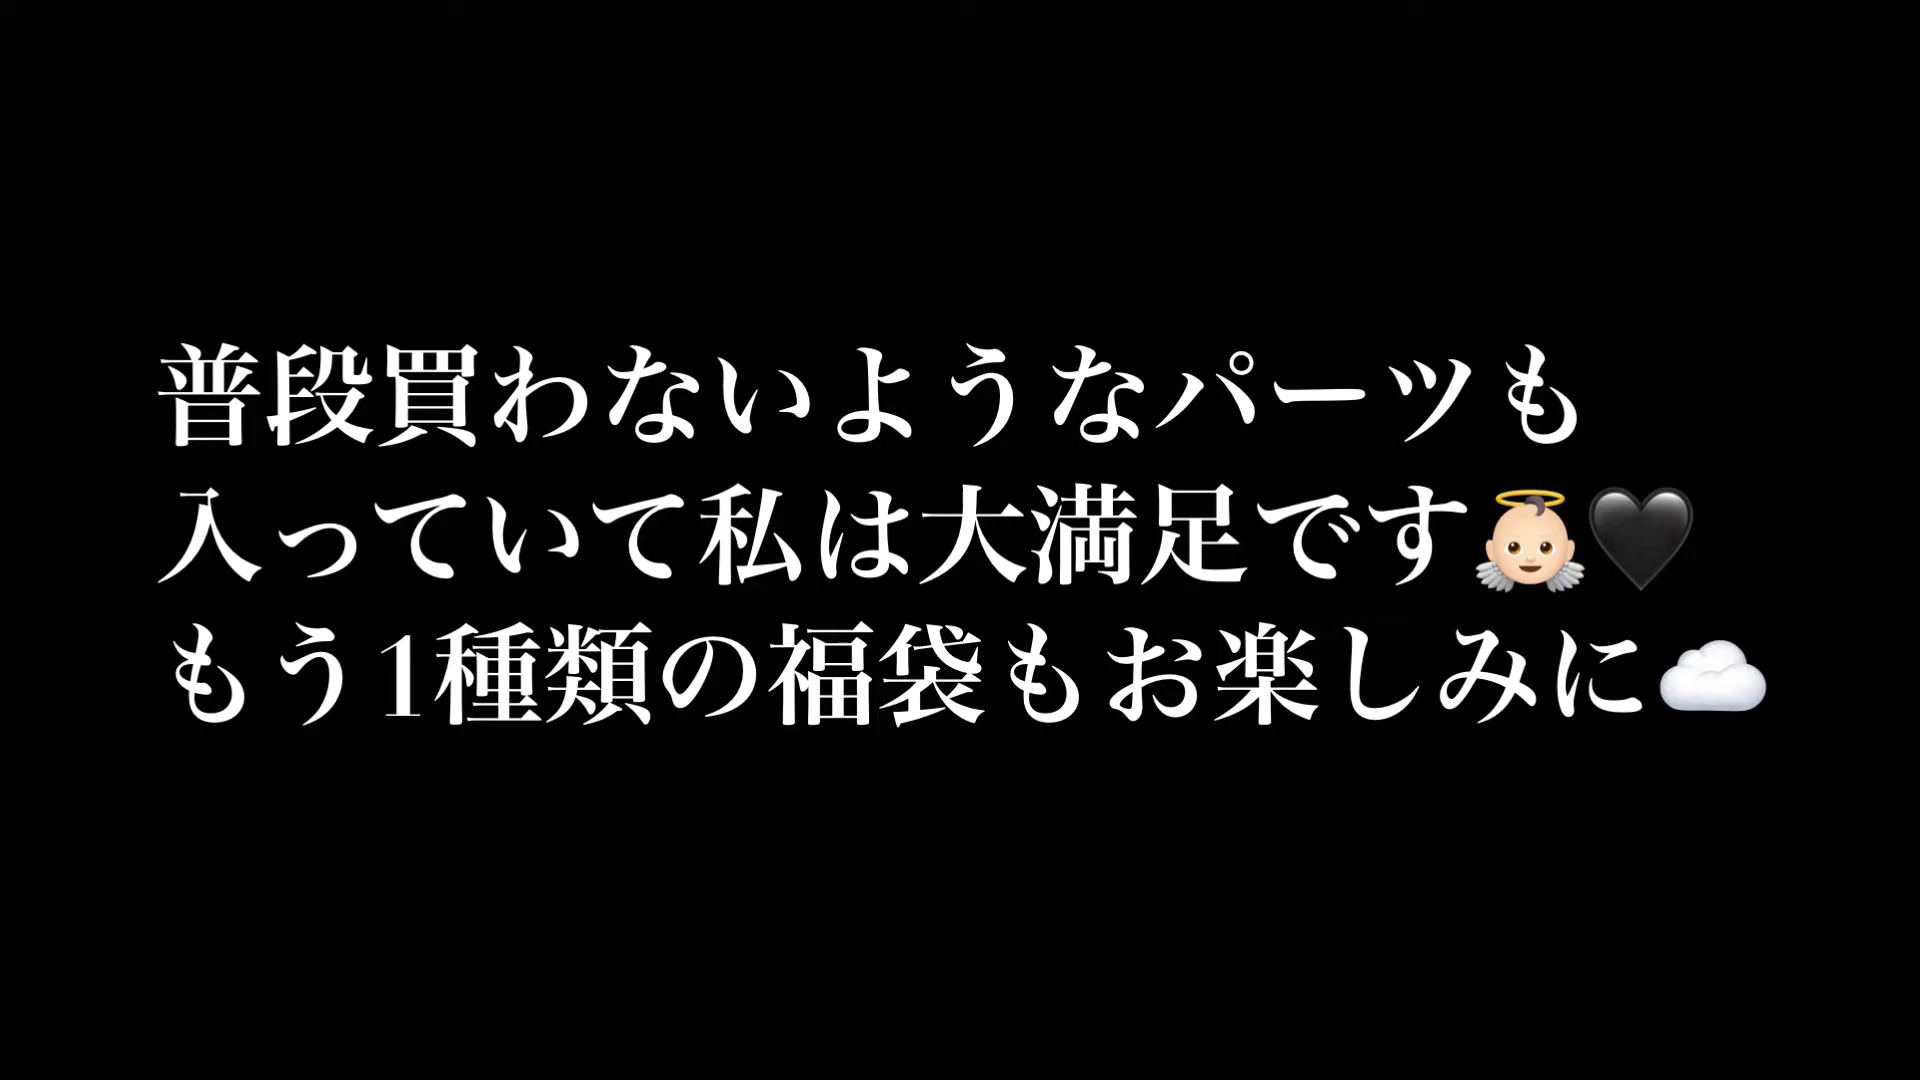 普段買わないようなパーツも
入っていて私は大満足です👼🏻🖤
もう1種類の福袋もお楽しみに☁️